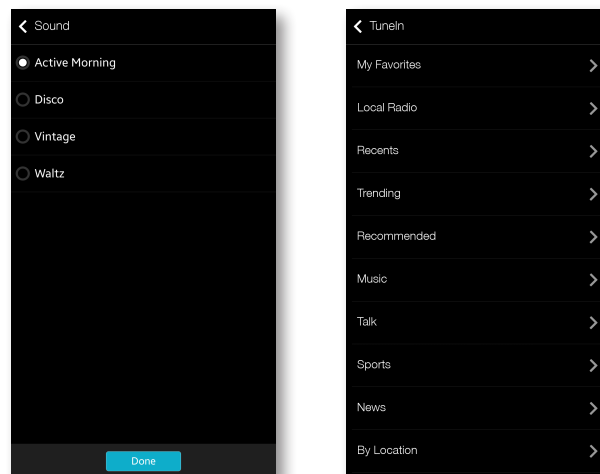 Sound
Active Morning
Disco
Vintage
Waltz
Done
TuneIn
My Favorites
Local Radio
Recents
Trending
Recommended
Music
Talk
Sports
News
By Location